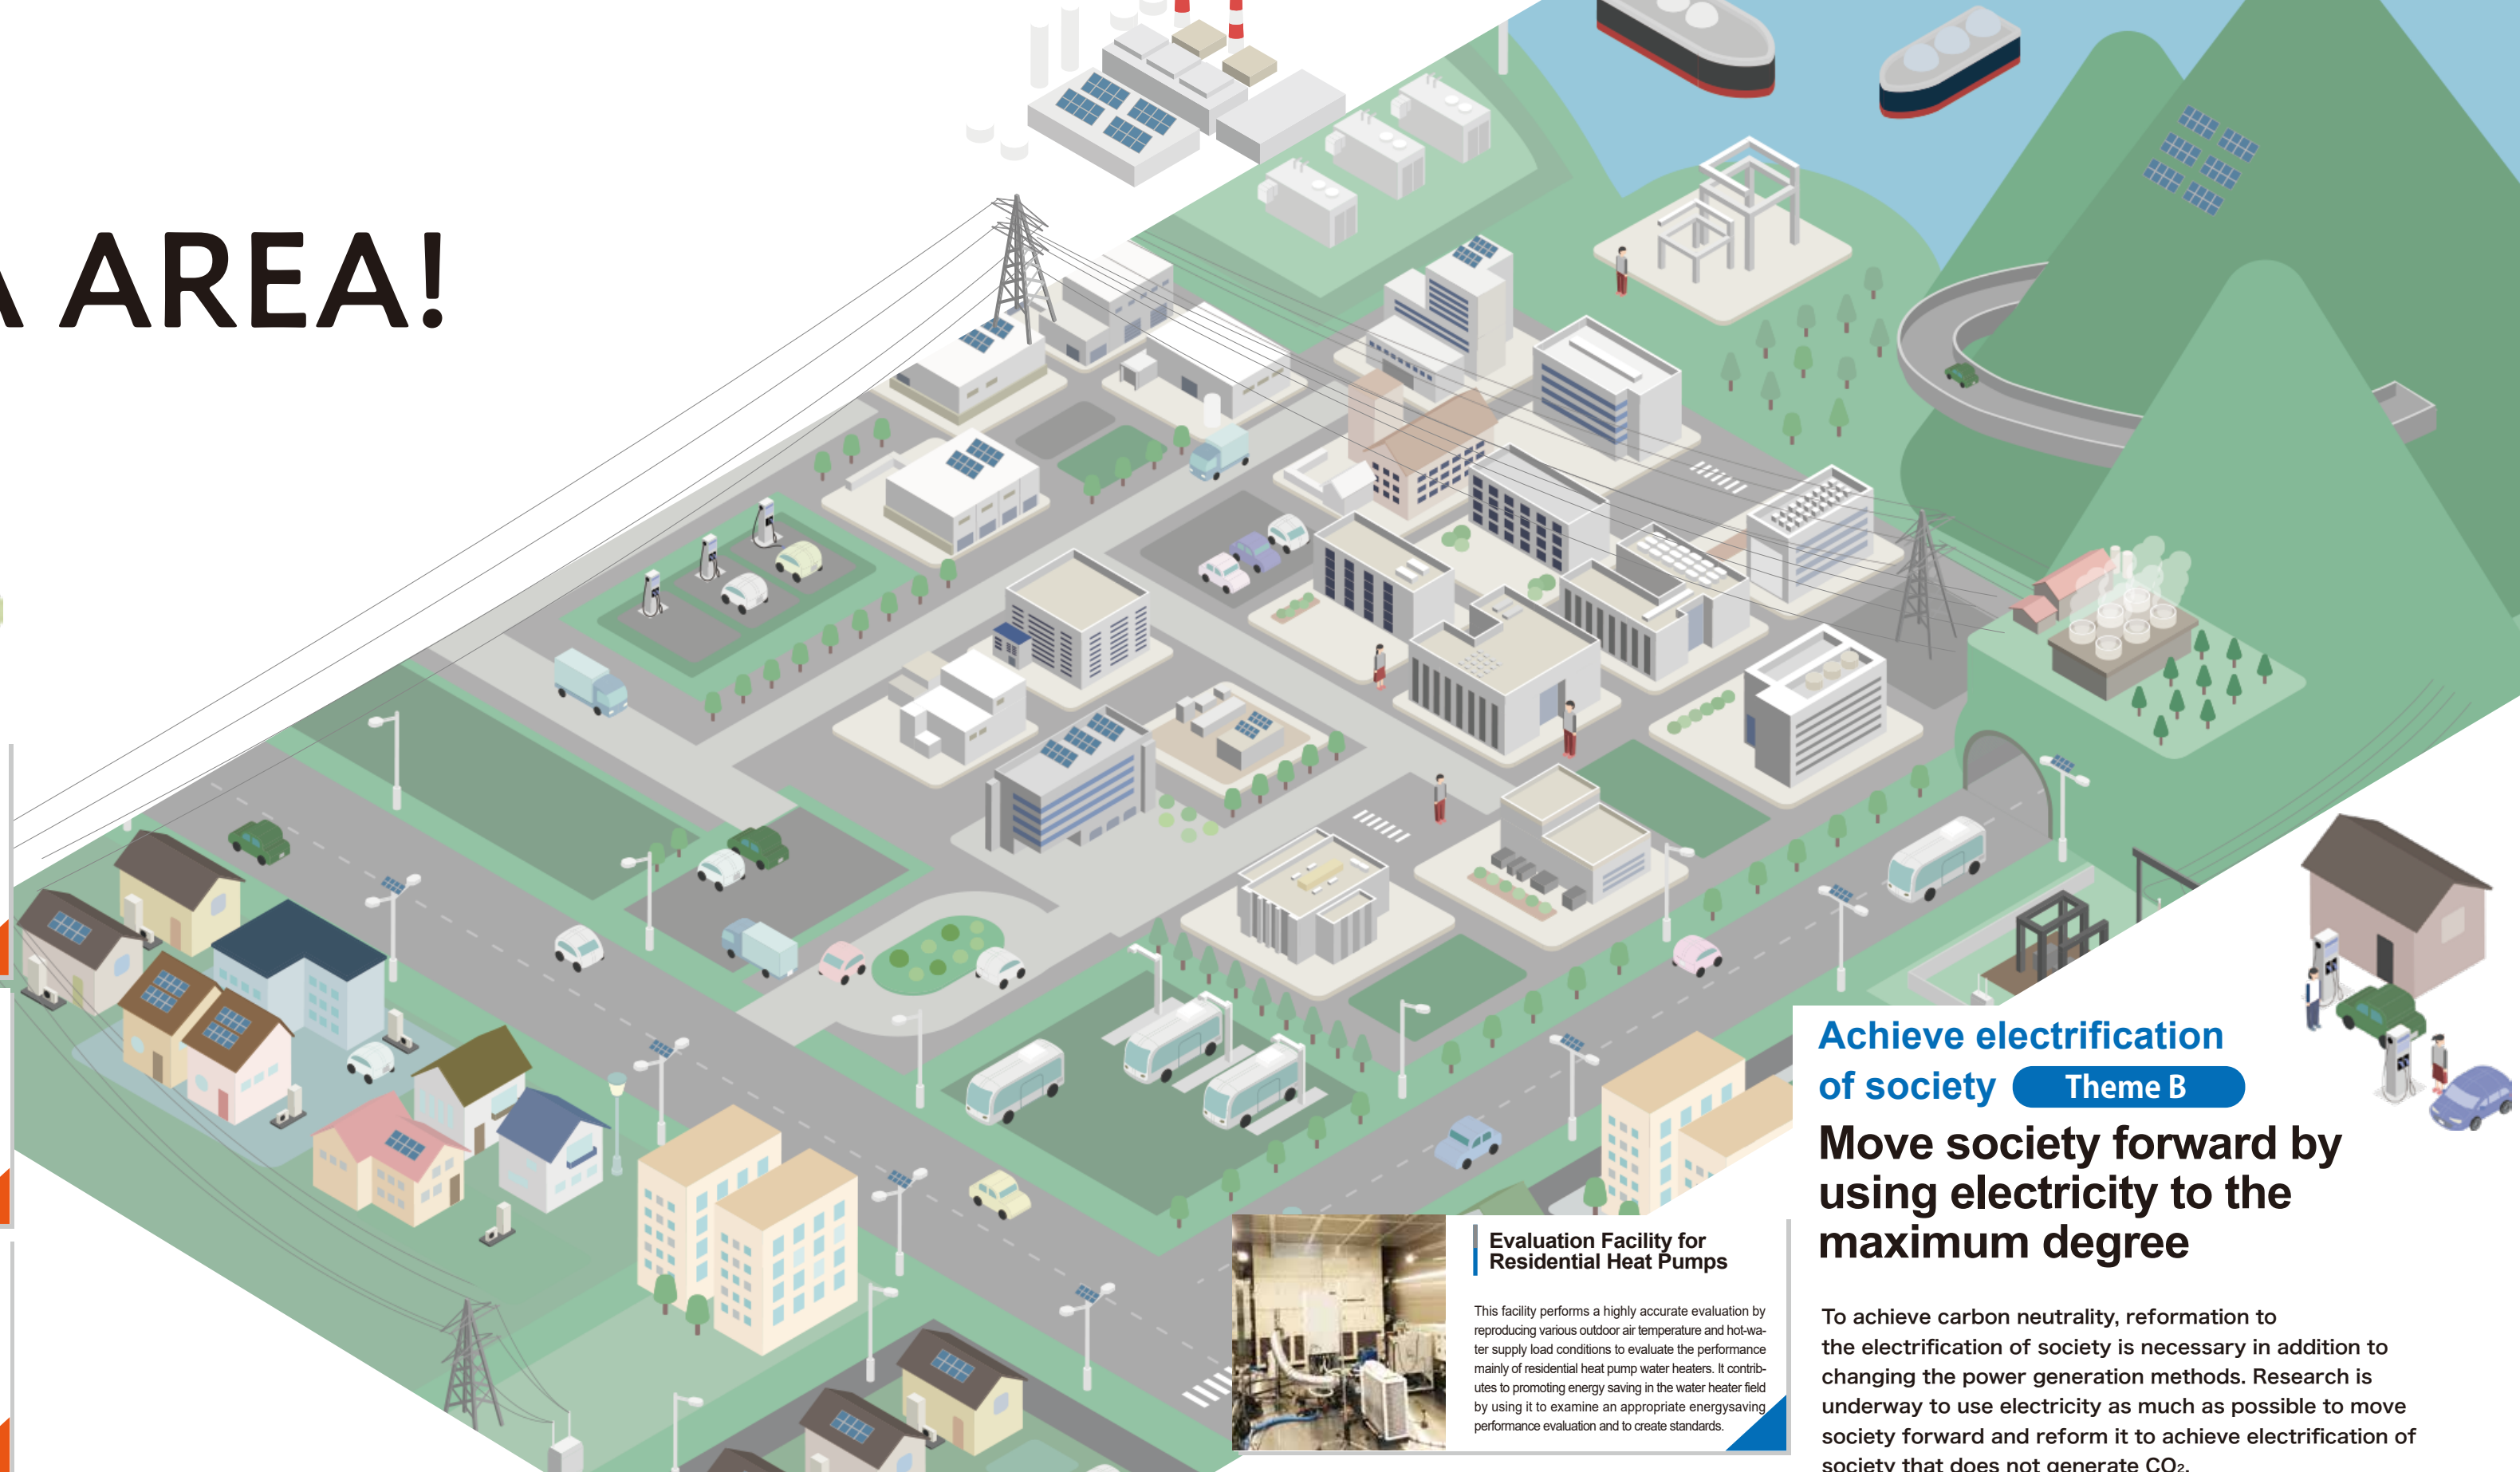 AREA!
Achieve electrification
of society Theme B
Move society forward by
using electricity to the
maximum degree
To achieve carbon neutrality, reformation to
the electrification of society is necessary in addition to
changing the power generation methods. Research is
underway to use electricity as much as possible to move
society forward and reform it to achieve electrification of
society that does not generate CO₂.
Evaluation Facility for
Residential Heat Pumps
This facility performs a highly accurate evaluation by
reproducing various outdoor air temperature and hot-wa-
ter supply load conditions to evaluate the performance
mainly of residential heat pump water heaters. It contrib-
utes to promoting energy saving in the water heater field
by using it to examine an appropriate energysaving
performance evaluation and to create standards.